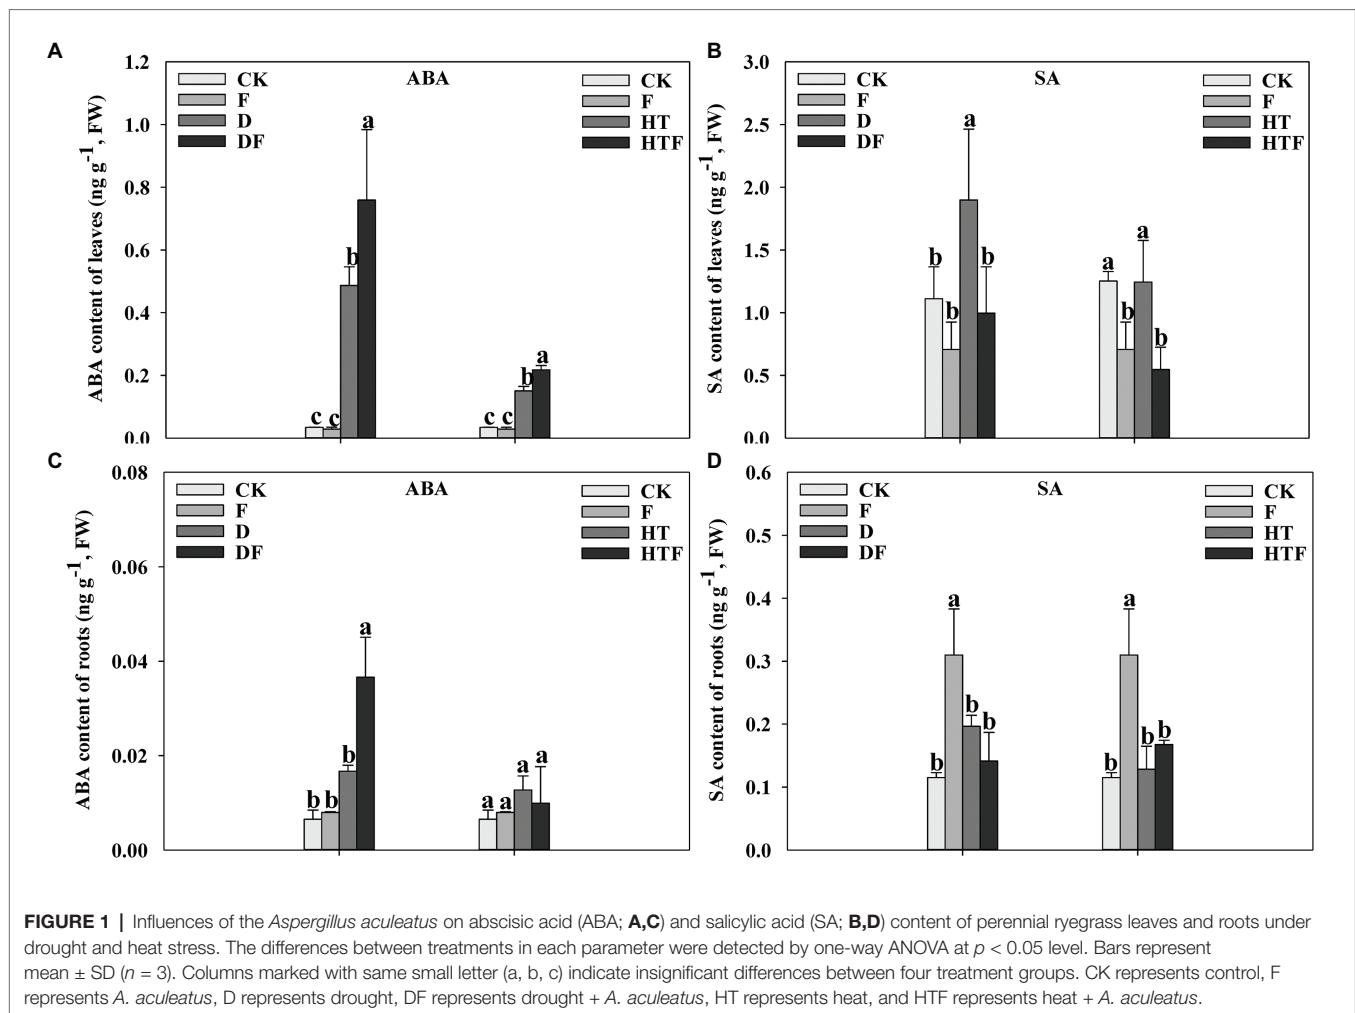 A
ABA
CK
F
D
DF
CK
F
HT
HTF
ABA content of leaves (ng g-1, FW)
1.2
1.0
0.8
0.6
0.4
0.2
0.0
c c b a
c c b a
B
SA
CK
F
D
DF
CK
F
HT
HTF
SA content of leaves (ng g-1, FW)
3.0
2.5
2.0
1.5
1.0
0.5
0.0
b b a b
a b a b
C
ABA
CK
F
D
DF
CK
F
HT
HTF
ABA content of roots (ng g-1, FW)
0.08
0.06
0.04
0.02
0.00
b b b a
a a a a
D
SA
CK
F
D
DF
CK
F
HT
HTF
SA content of roots (ng g-1, FW)
0.6
0.5
0.4
0.3
0.2
0.1
0.0
b a b b
b a b b
FIGURE 1 | Influences of the Aspergillus aculeatus on abscisic acid (ABA; A,C) and salicylic acid (SA; B,D) content of perennial ryegrass leaves and roots under
drought and heat stress. The differences between treatments in each parameter were detected by one-way ANOVA at p < 0.05 level. Bars represent
mean ± SD (n = 3). Columns marked with same small letter (a, b, c) indicate insignificant differences between four treatment groups. CK represents control, F
represents A. aculeatus, D represents drought, DF represents drought + A. aculeatus, HT represents heat, and HTF represents heat + A. aculeatus.